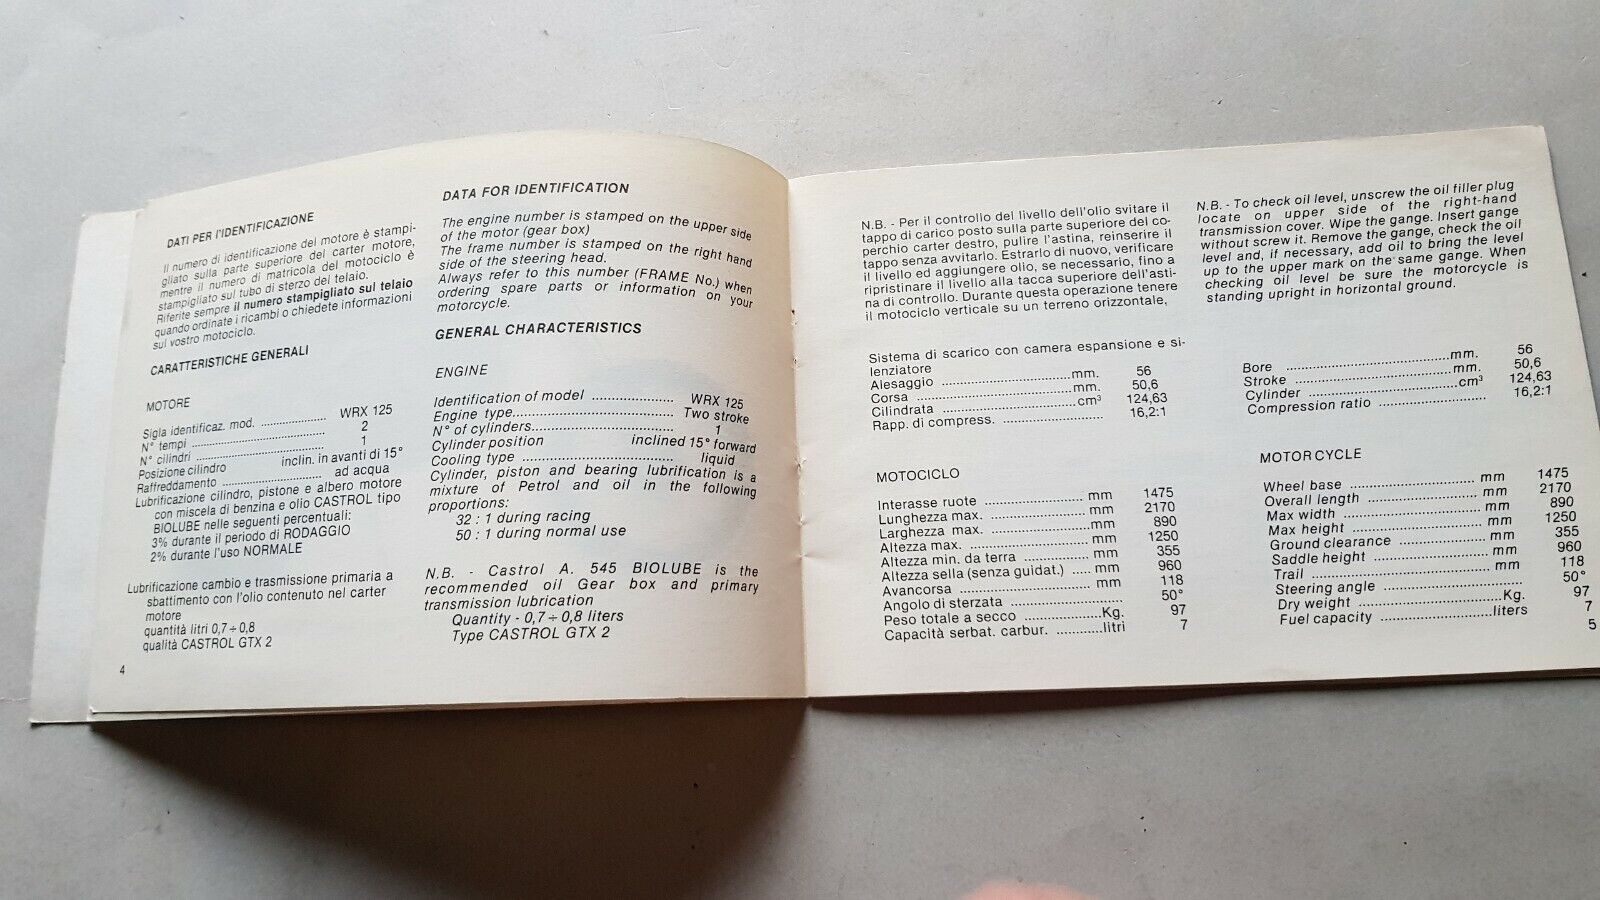 DATI PER l'IDENTIFICAZIONE
Il numero di identificazione del motore è stampi-
gliato sulla parte superiore del carter motore,
mentre il numero di matricola del motociclo è
stampigliato sul tubo di sterzo del telaio.
Riferite sempre il numero stampigliato sul telaio
quando ordinate i ricambi o chiedete informazioni
sul vostro motociclo.
CARATTERISTICHE GENERALI
MOTORE
Sigla identificaz. mod. .................... WRX 125
N° tempi .................... 2
N° cilindri .................... 1
Posizione cilindro inclin. in avanti di 15°
Raffreddamento .................... ad acqua
Lubrificazione cilindro, pistone e albero motore
con miscela di benzina e olio CASTROL tipo
BIOLUBE nelle seguenti percentuali:
3% durante il periodo di RODAGGIO
2% durante l'uso NORMALE
Lubrificazione cambio e trasmissione primaria a
sbattimento con l'olio contenuto nel carter
motore
quantità litri 0,7 ÷ 0,8
qualità CASTROL GTX 2
4
DATA FOR IDENTIFICATION
The engine number is stamped on the upper side
of the motor (gear box)
The frame number is stamped on the right hand
side of the steering head.
Always refer to this number (FRAME No.) when
ordering spare parts or information on your
motorcycle.
GENERAL CHARACTERISTICS
ENGINE
Identification of model .................... WRX 125
Engine type.................... Two stroke
N° of cylinders.................... 1
Cylinder position inclined 15° forward
Cooling type .................... liquid
Cylinder, piston and bearing lubrification is a
mixture of Petrol and oil in the following
proportions:
32 : 1 during racing
50 : 1 during normal use
N.B. - Castrol A. 545 BIOLUBE is the
recommended oil Gear box and primary
transmission lubrication
Quantity - 0,7 ÷ 0,8 liters
Type CASTROL GTX 2
N.B. - Per il controllo del livello dell'olio svitare il
tappo di carico posto sulla parte superiore del co-
perchio carter destro, pulire l'astina, reinserire il
tappo senza avvitarlo. Estrarlo di nuovo, verificare
il livello ed aggiungere olio, se necessario, fino a
ripristinare il livello alla tacca superiore dell'asti-
na di controllo. Durante questa operazione tenere
il motociclo verticale su un terreno orizzontale,
Sistema di scarico con camera espansione e si-
lenziatore
Alesaggio ....................mm. 56
Corsa ....................mm. 50,6
Cilindrata ....................cm³ 124,63
Rapp. di compress. .................... 16,2:1
MOTOCICLO
Interasse ruote .................... mm 1475
Lunghezza max. .................... mm 2170
Larghezza max. ....................mm 890
Altezza max. .................... mm 1250
Altezza min. da terra .................... mm 355
Altezza sella (senza guidat.) ..... mm 960
Avancorsa .................... mm 118
Angolo di sterzata .................... 50°
Peso totale a secco ....................Kg. 97
Capacità serbat. carbur. .............litri 7
N.B. - To check oil level, unscrew the oil filler plug
locate on upper side of the right-hand
transmission cover. Wipe the gange. Insert gange
without screw it. Remove the gange, check the oil
level and, if necessary, add oil to bring the level
up to the upper mark on the same gange. When
checking oil level be sure the motorcycle is
standing upright in horizontal ground.
Bore ....................mm. 56
Stroke ....................mm. 50,6
Cylinder ....................cm³ 124,63
Compression ratio .................... 16,2:1
MOTORCYCLE
Wheel base .................... mm 1475
Overall length .................... mm 2170
Max width .................... mm 890
Max height .................... mm 1250
Ground clearance .................... mm 355
Saddle height .................... mm 960
Trail .................... mm 118
Steering angle .................... 50°
Dry weight ....................Kg. 97
Fuel capacity ....................liters 7
5